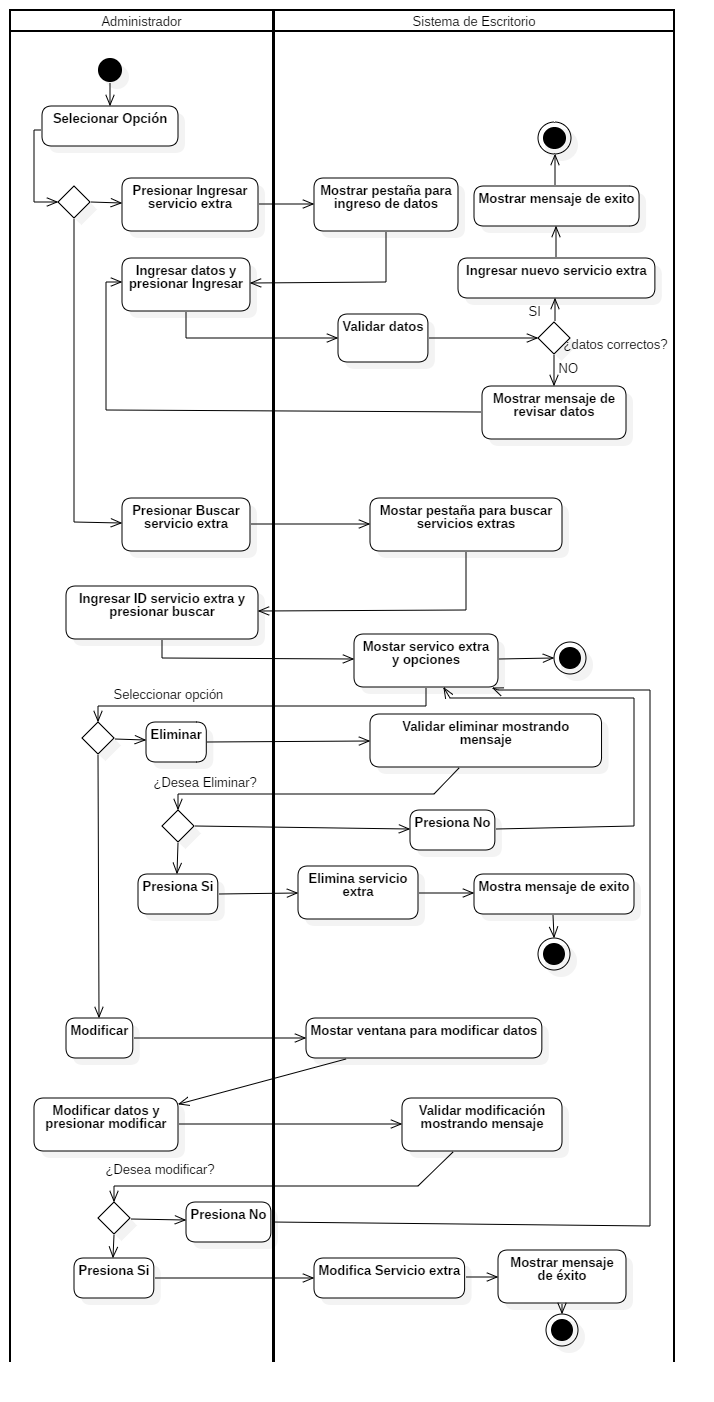 Administrador
Sistema de Escritorio
Selecionar Opción
Presionar Ingresar
servicio extra
Mostrar pestaña para
ingreso de datos
Mostrar mensaje de exito
Ingresar datos y
presionar Ingresar
Ingresar nuevo servicio extra
SI
Validar datos
¿datos correctos?
NO
Mostrar mensaje de
revisar datos
Presionar Buscar
servicio extra
Mostar pestaña para buscar
servicios extras
Ingresar ID servicio extra y
presionar buscar
Mostar servico extra
y opciones
Seleccionar opción
Eliminar
Validar eliminar mostrando
mensaje
¿Desea Eliminar?
Presiona No
Presiona Si
Elimina servicio
extra
Mostra mensaje de exito
Modificar
Mostar ventana para modificar datos
Modificar datos y
presionar modificar
Validar modificación
mostrando mensaje
¿Desea modificar?
Presiona No
Presiona Si
Modifica Servicio extra
Mostrar mensaje
de éxito